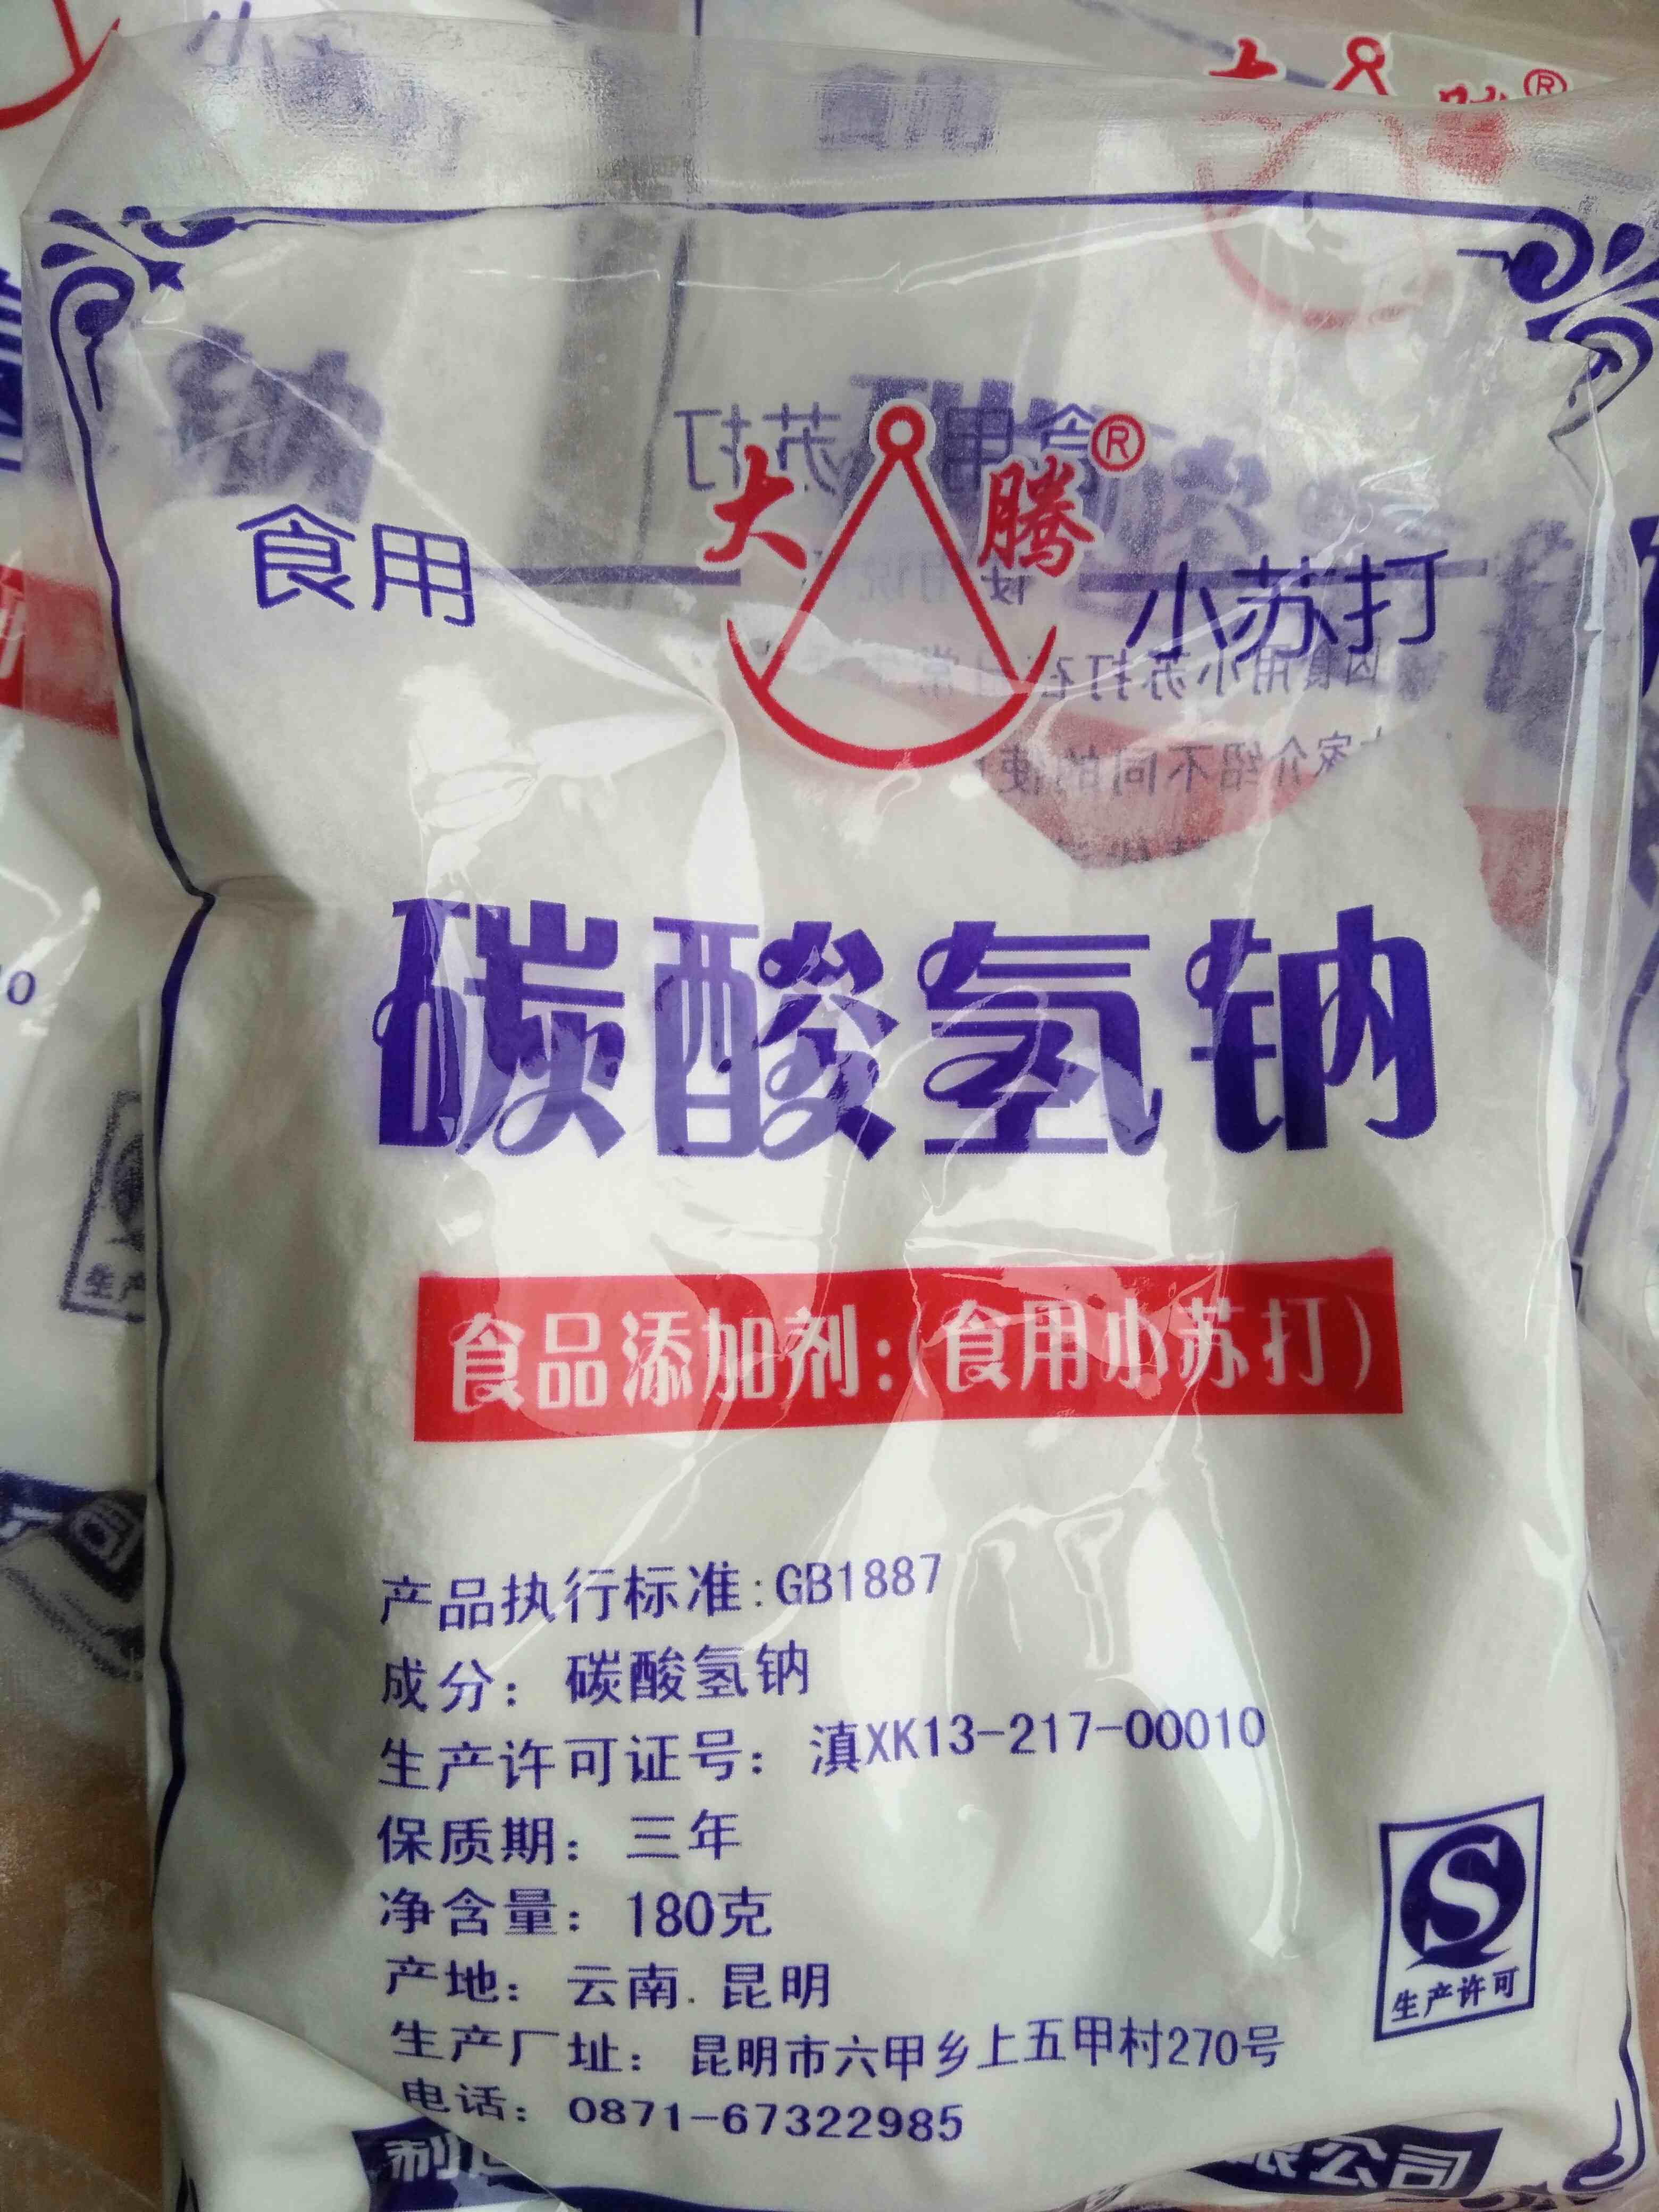 大腾®
食用 小苏打
碳酸氢钠
食品添加剂:(食用小苏打)
产品执行标准:GB1887
成分: 碳酸氢钠
生产许可证号: 滇XK13-217-00010
保质期: 三年
净含量: 180克
产地: 云南.昆明
生产厂址: 昆明市六甲乡上五甲村270号
电话: 0871-67322985
生产许可
限公司